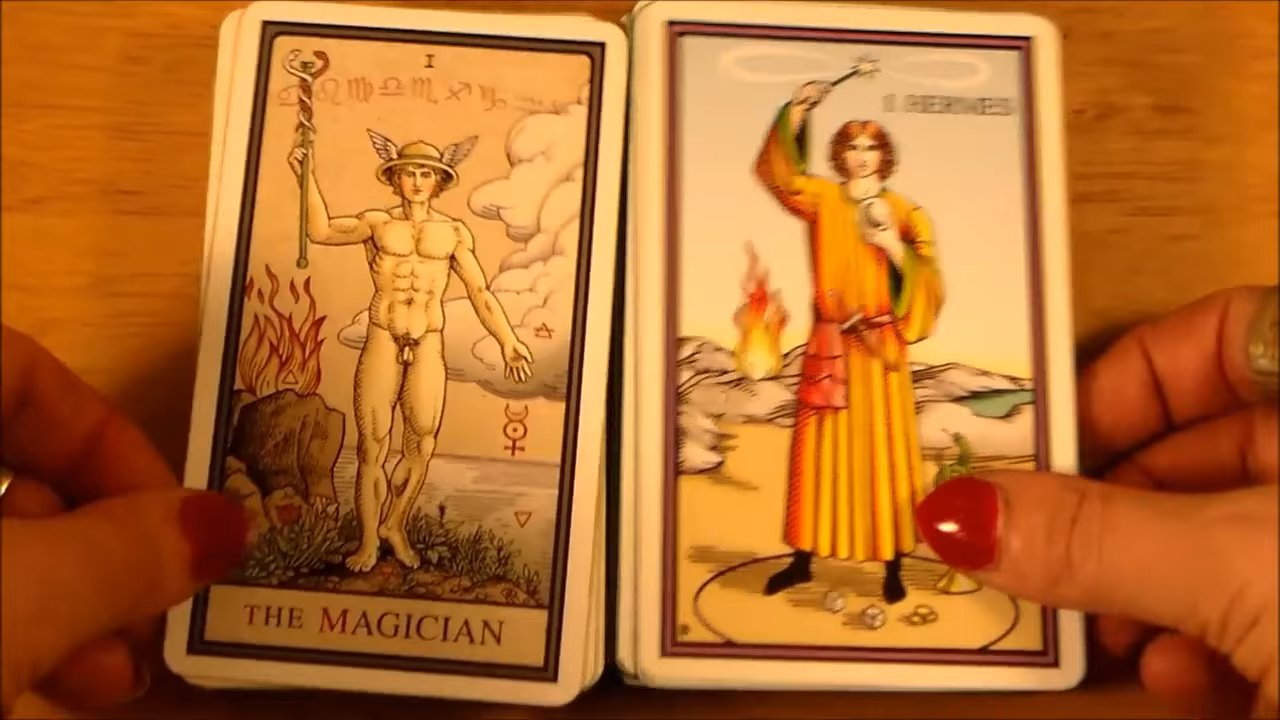 I
♋ ♌ ♍ ♎ ♏ ♐ ♑
THE MAGICIAN
I HERMES